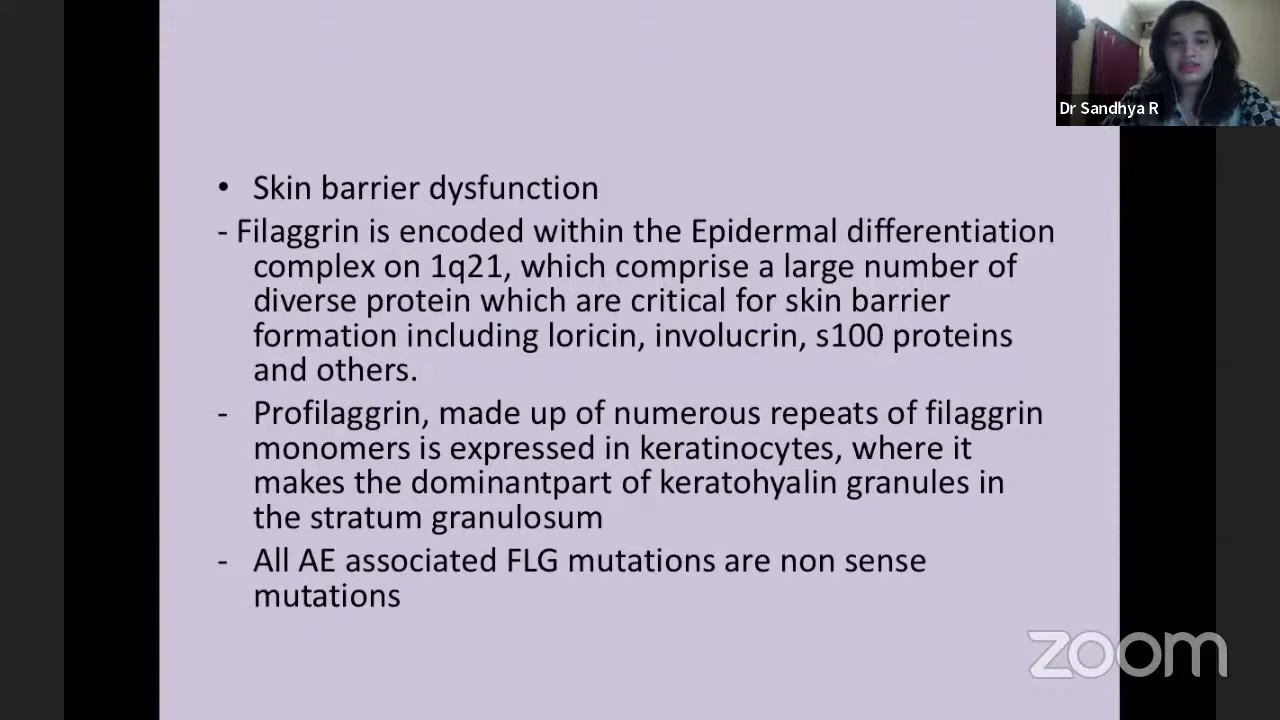 Dr Sandhya R
• Skin barrier dysfunction
- Filaggrin is encoded within the Epidermal differentiation
complex on 1q21, which comprise a large number of
diverse protein which are critical for skin barrier
formation including loricin, involucrin, s100 proteins
and others.
- Profilaggrin, made up of numerous repeats of filaggrin
monomers is expressed in keratinocytes, where it
makes the dominantpart of keratohyalin granules in
the stratum granulosum
- All AE associated FLG mutations are non sense
mutations
zoom